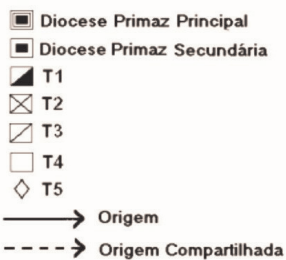 Diocese Primaz Principal
Diocese Primaz Secundária
T1
T2
T3
T4
T5
Origem
Origem Compartilhada